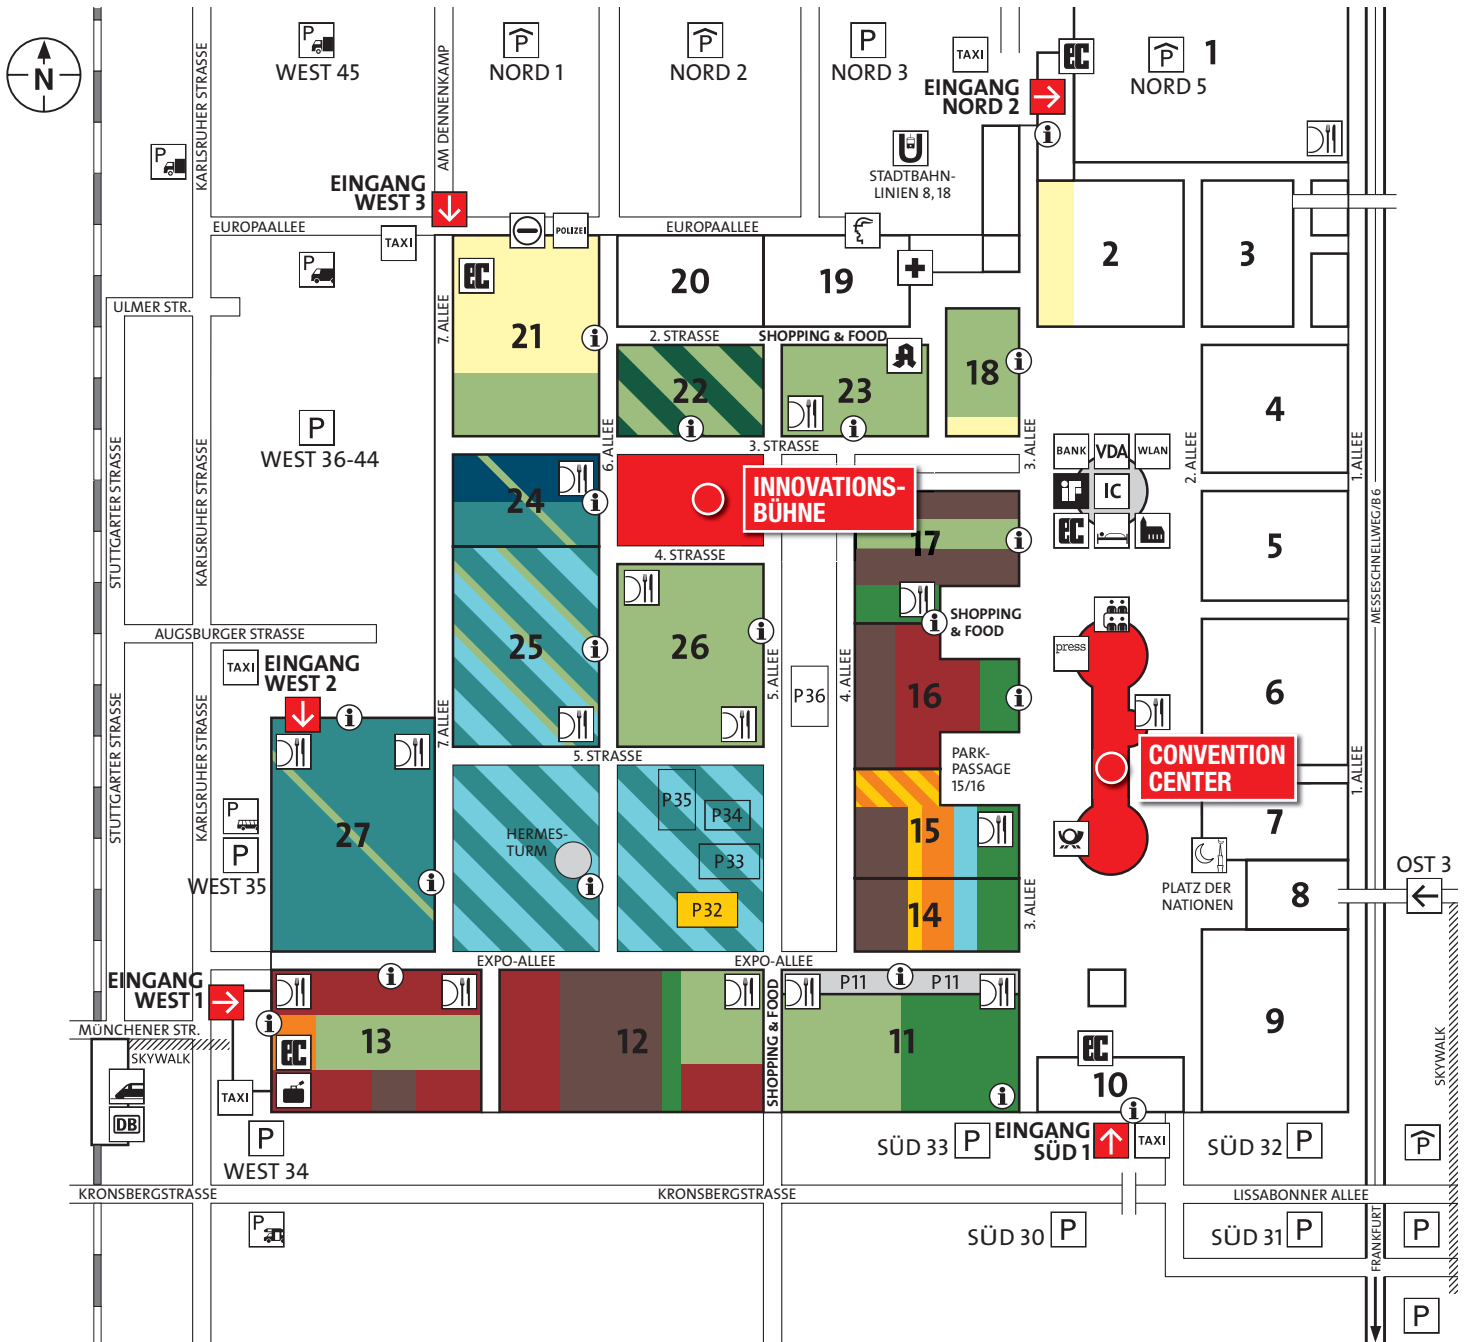 N
KARLSRUHER STRASSE
P
WEST 45
AM DENNENKAMP
P
NORD 1
P
NORD 2
P
NORD 3
TAXI
EC
EINGANG
NORD 2
P
1
NORD 5
P
U
STADTBAHN-
LINIEN 8, 18
i
EINGANG
WEST 3
EUROPAALLEE
TAXI
POLIZEI
EUROPAALLEE
P
ULMER STR.
7. ALLEE
EC
21
i
20
19
2
3
2. STRASSE
SHOPPING & FOOD
A
22
i
23
i
18
i
4
P
WEST 36-44
STUTTGARTER STRASSE
KARLSRUHER STRASSE
6. ALLEE
3. STRASSE
3. ALLEE
2. ALLEE
1. ALLEE
MESSESCHNELLWEG/B6
BANK
VDA
WLAN
iF
IC
EC
24
i
INNOVATIONS-
BÜHNE
17
i
5
4. STRASSE
25
i
26
i
SHOPPING
& FOOD
i
AUGSBURGER STRASSE
TAXI
EINGANG
WEST 2
i
press
16
i
6
5. ALLEE
P36
4. ALLEE
7. ALLEE
STUTTGARTER STRASSE
KARLSRUHER STRASSE
5. STRASSE
PARK-
PASSAGE
15/16
CONVENTION
CENTER
1. ALLEE
P35
P34
P33
P32
HERMES-
TURM
i
15
7
P
P
WEST 35
27
i
PLATZ DER
NATIONEN
8
OST 3
14
3. ALLEE
EXPO-ALLEE
EXPO-ALLEE
EINGANG
WEST 1
i
P11
i
P11
MÜNCHENER STR.
SKYWALK
i
EC
13
12
SHOPPING & FOOD
11
i
9
EC
10
i
SKYWALK
DB
TAXI
P
WEST 34
SÜD 33
P
EINGANG
SÜD 1
TAXI
SÜD 32
P
P
KRONSBERGSTRASSE
KRONSBERGSTRASSE
LISSABONNER ALLEE
P
SÜD 30
P
SÜD 31
P
P
FRANKFURT
P